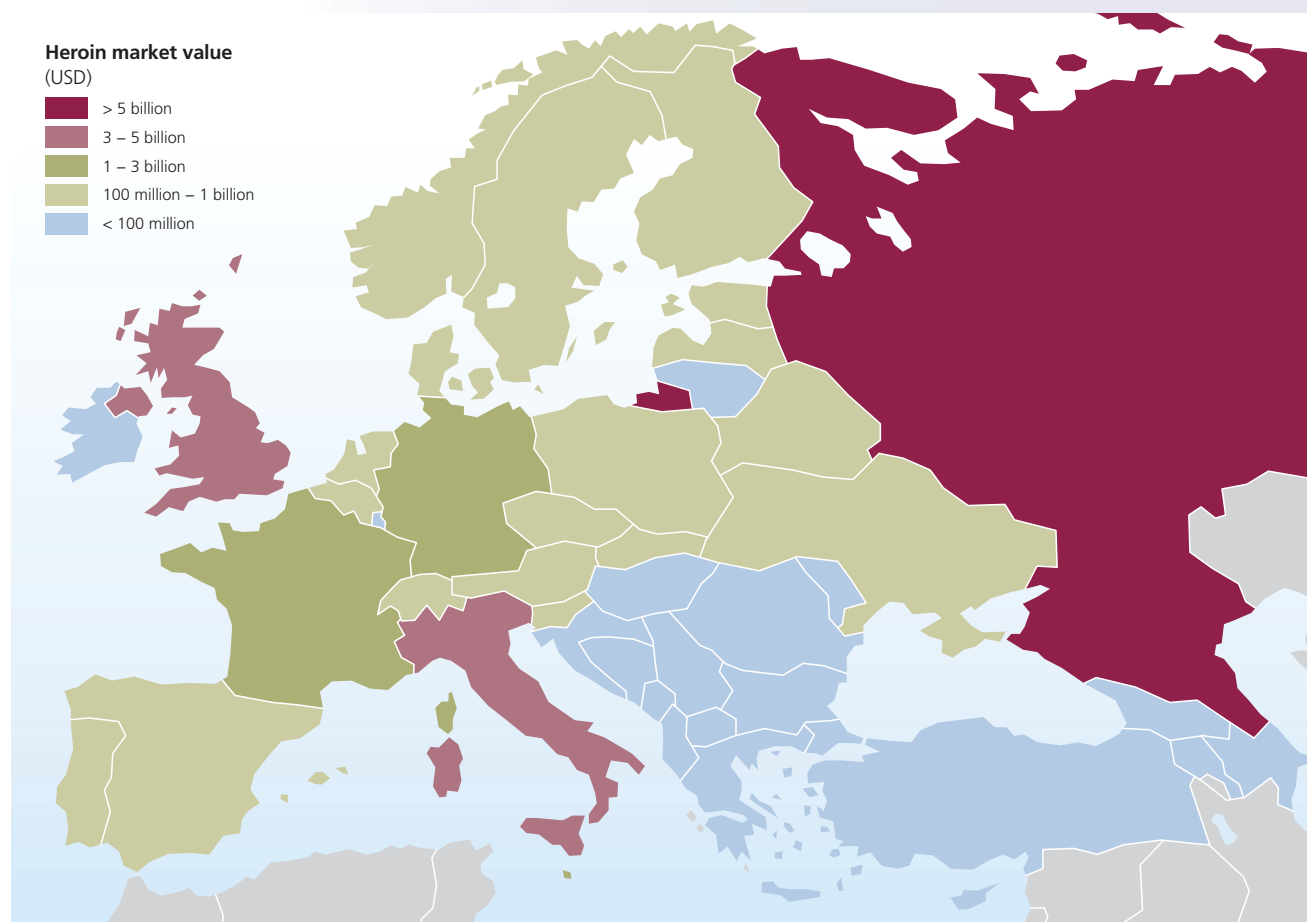 Heroin market value
(USD)
> 5 billion
3 – 5 billion
1 – 3 billion
100 million – 1 billion
< 100 million